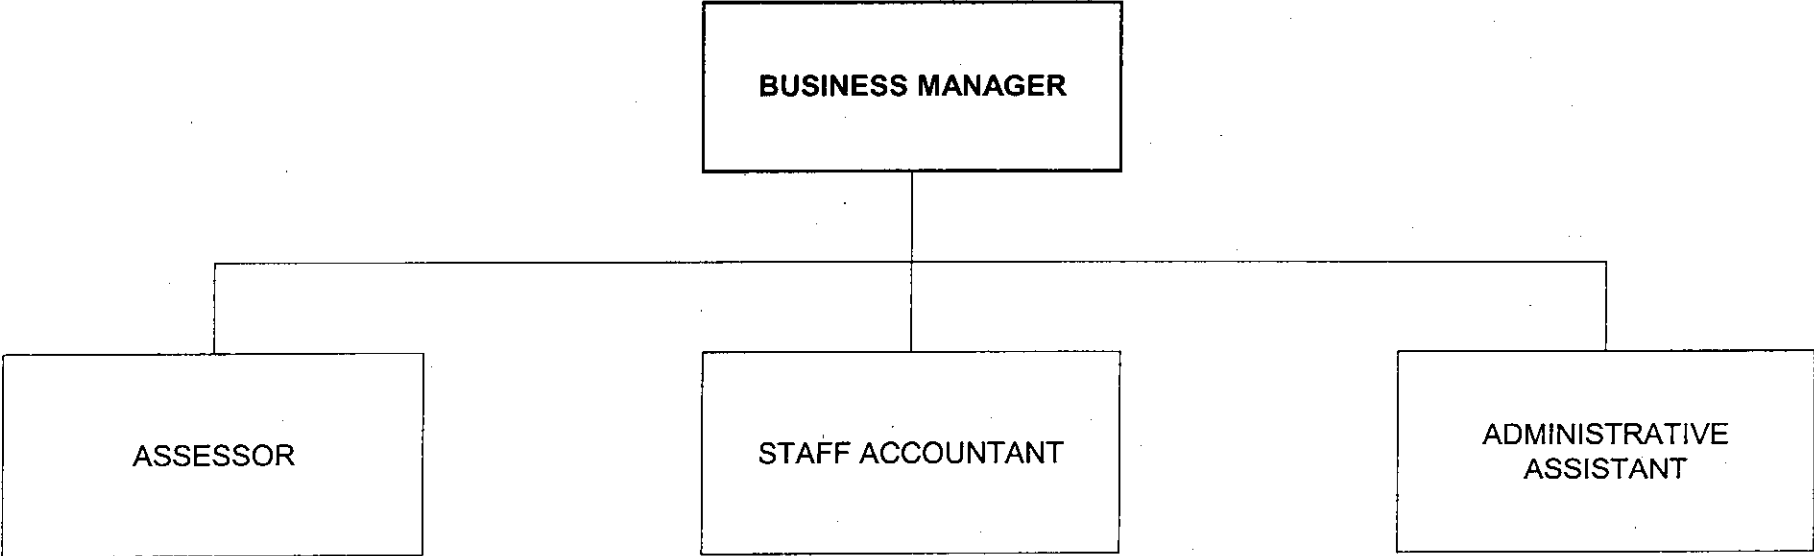 BUSINESS MANAGER
ASSESSOR
STAFF ACCOUNTANT
ADMINISTRATIVE
ASSISTANT